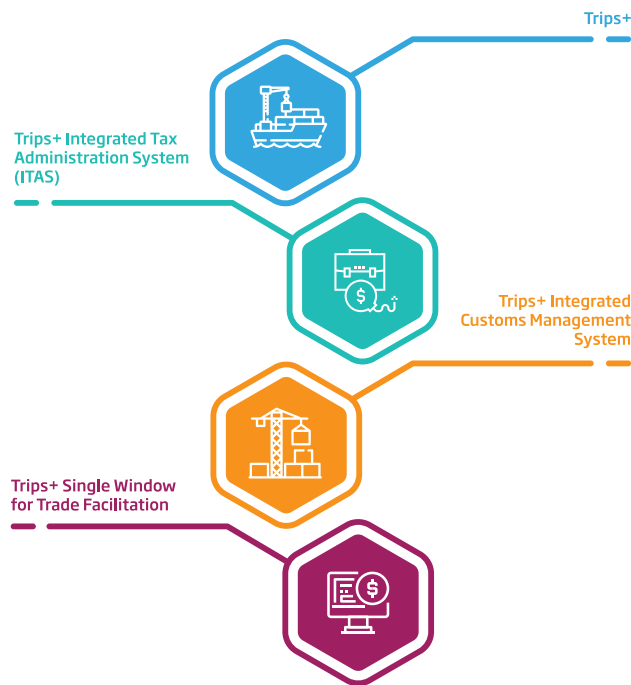 Trips+
Trips+ Integrated Tax
Administration System
(ITAS)
$
Trips+ Integrated
Customs Management
System
Trips+ Single Window
for Trade Facilitation
$